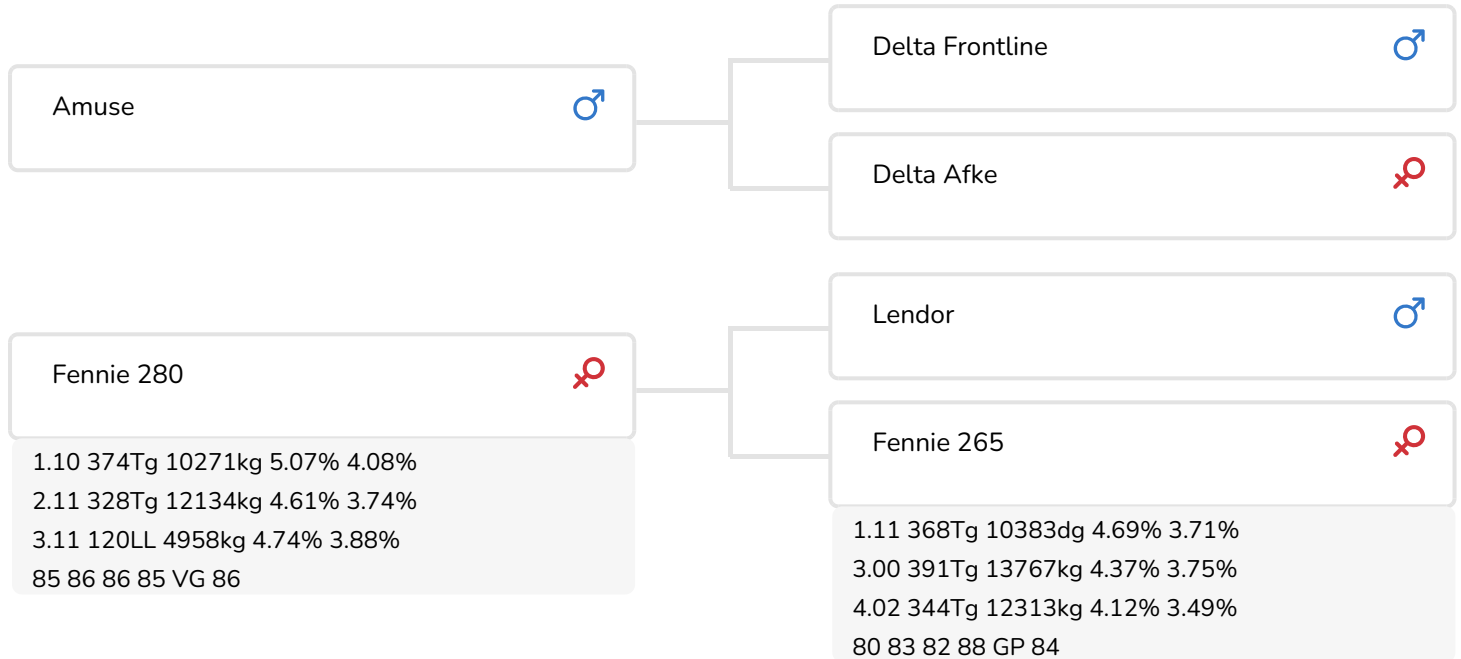 Amuse
Delta Frontline
Delta Afke
Fennie 280
1.10 374Tg 10271kg 5.07% 4.08%
2.11 328Tg 12134kg 4.61% 3.74%
3.11 120LL 4958kg 4.74% 3.88%
85 86 86 85 VG 86
Lendor
Fennie 265
1.11 368Tg 10383dg 4.69% 3.71%
3.00 391Tg 13767kg 4.37% 3.75%
4.02 344Tg 12313kg 4.12% 3.49%
80 83 82 88 GP 84